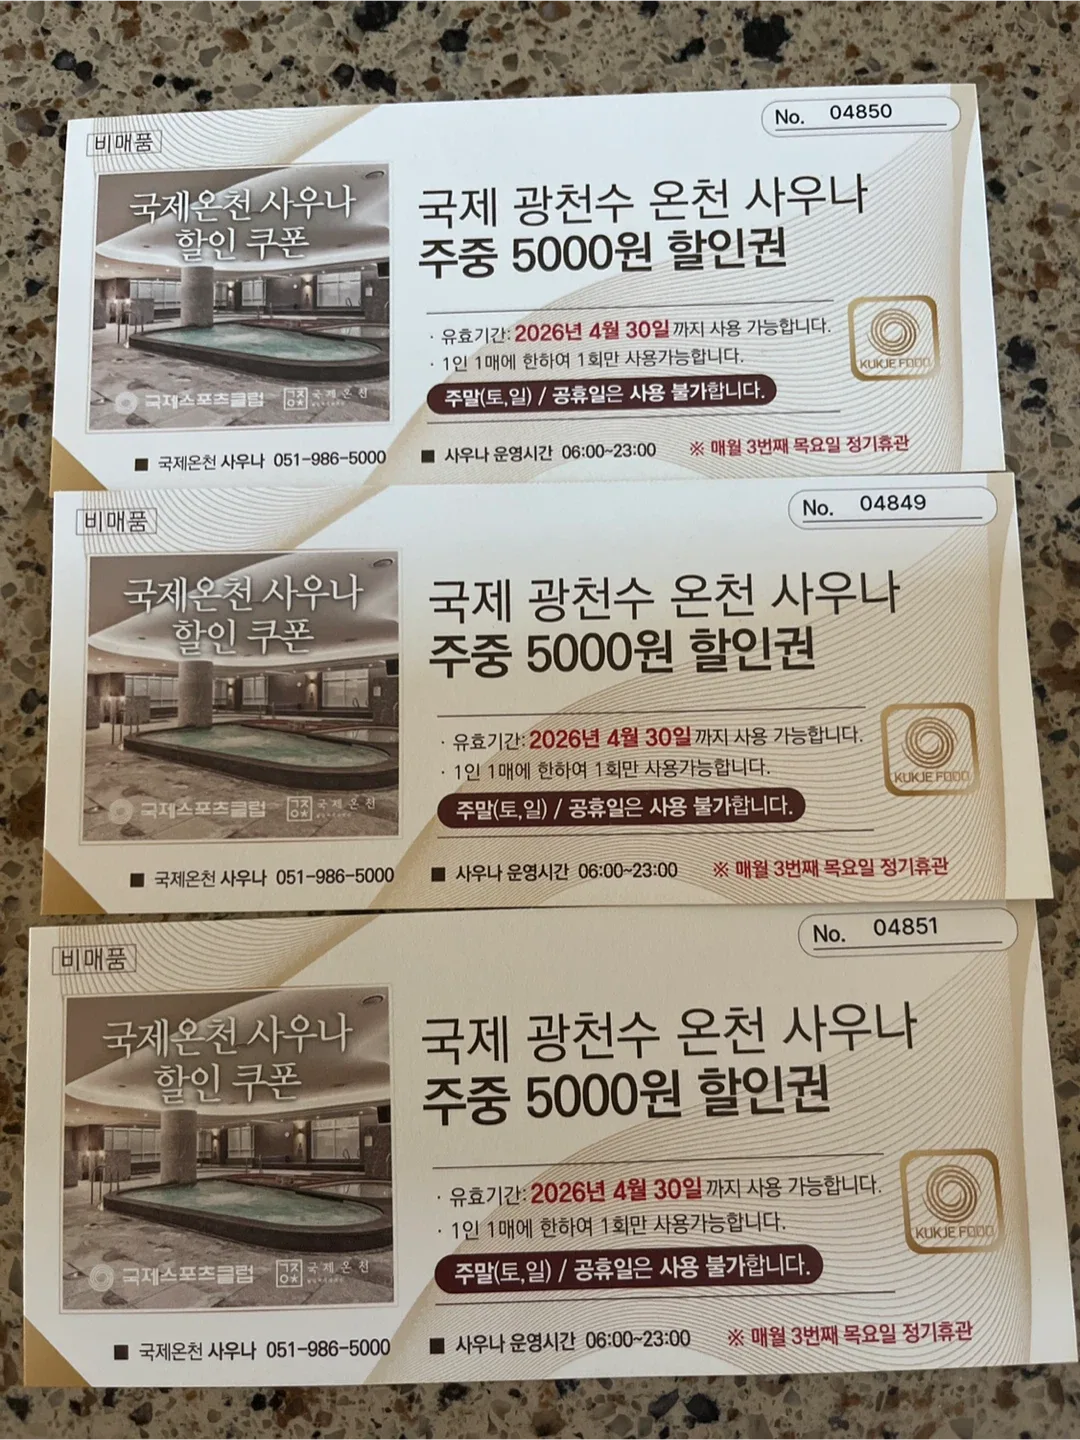 비매품
No. 04850
국제온천 사우나
할인 쿠폰
국제 광천수 온천 사우나
주중 5000원 할인권
· 유효기간: 2026년 4월 30일까지 사용 가능합니다.
· 1인 1매에 한하여 1회만 사용가능합니다.
주말(토,일) / 공휴일은 사용 불가합니다.
KUKJE FOOD
국제스포츠클럽 국제온천
■ 국제온천 사우나 051-986-5000
■ 사우나 운영시간 06:00~23:00 ※ 매월 3번째 목요일 정기휴관
비매품
No. 04849
국제온천 사우나
할인 쿠폰
국제 광천수 온천 사우나
주중 5000원 할인권
· 유효기간: 2026년 4월 30일까지 사용 가능합니다.
· 1인 1매에 한하여 1회만 사용가능합니다.
주말(토,일) / 공휴일은 사용 불가합니다.
KUKJE FOOD
국제스포츠클럽 국제온천
■ 국제온천 사우나 051-986-5000
■ 사우나 운영시간 06:00~23:00 ※ 매월 3번째 목요일 정기휴관
비매품
No. 04851
국제온천 사우나
할인 쿠폰
국제 광천수 온천 사우나
주중 5000원 할인권
· 유효기간: 2026년 4월 30일까지 사용 가능합니다.
· 1인 1매에 한하여 1회만 사용가능합니다.
주말(토,일) / 공휴일은 사용 불가합니다.
KUKJE FOOD
국제스포츠클럽 국제온천
■ 국제온천 사우나 051-986-5000
■ 사우나 운영시간 06:00~23:00 ※ 매월 3번째 목요일 정기휴관